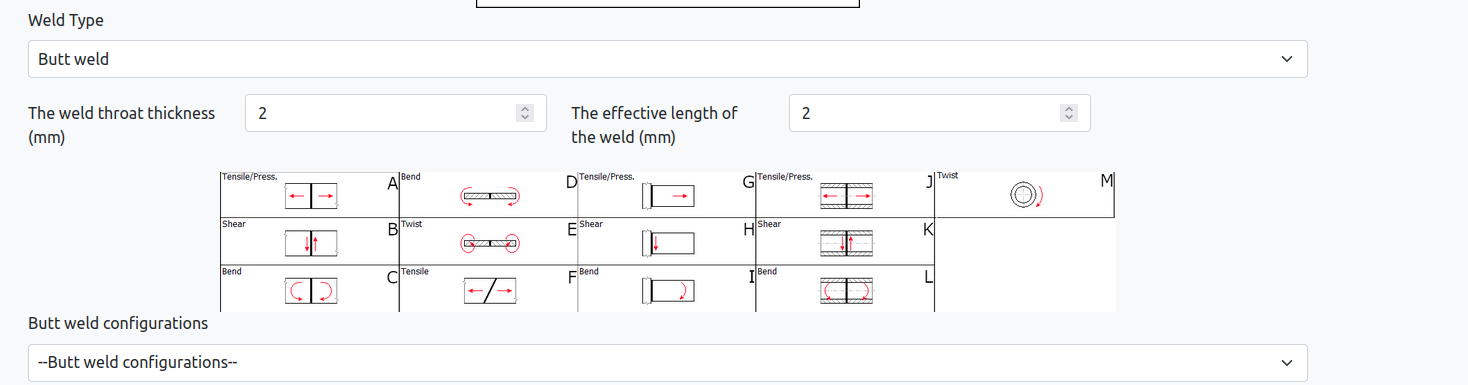 Weld Type
Butt weld
The weld throat thickness (mm)
2
The effective length of the weld (mm)
2
Tensile/Press. A Bend D Tensile/Press. G Tensile/Press. J Twist M
Shear B Twist E Shear H Shear K
Bend C Tensile F Bend I Bend L
Butt weld configurations
--Butt weld configurations--